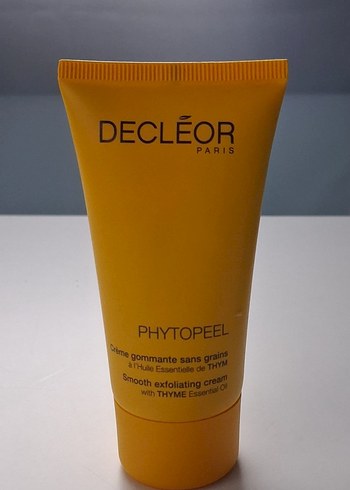 DECLÉOR
PARIS
PHYTOPEEL
Crème gommante sans grains
à l'Huile Essentielle de THYM
Smooth exfoliating cream
with THYME Essential Oil